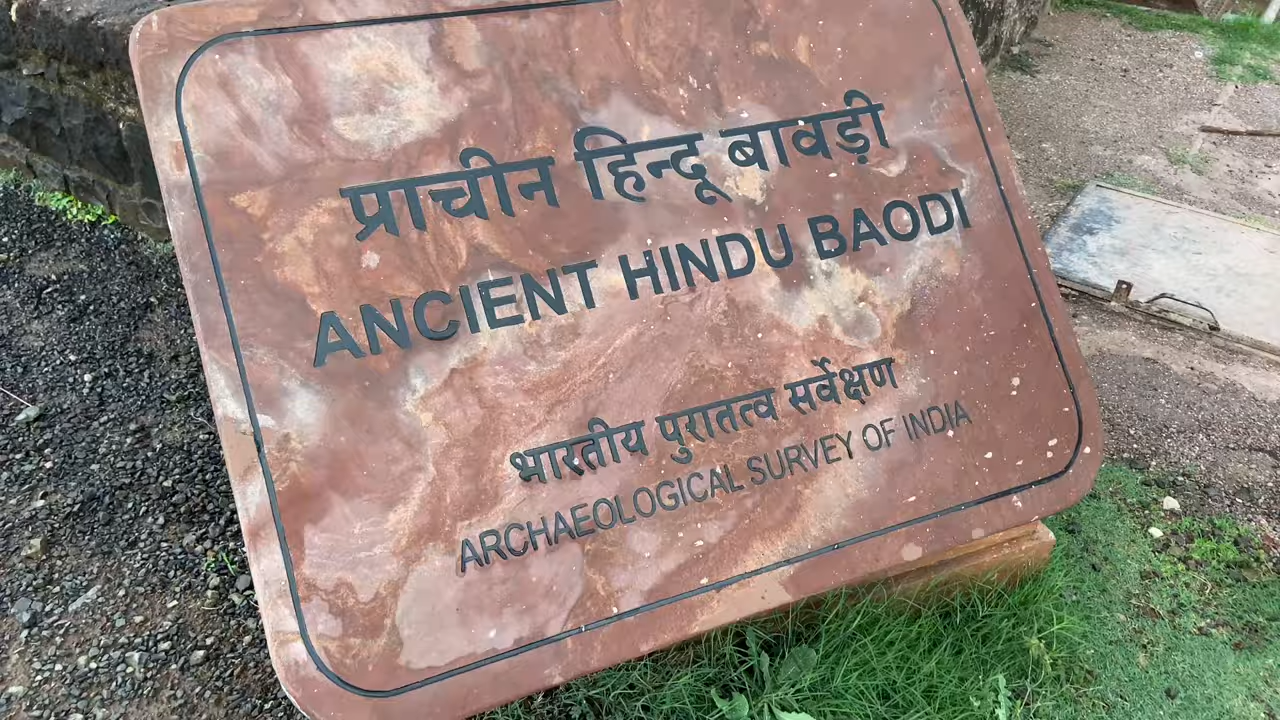 प्राचीन हिन्दू बावड़ी
ANCIENT HINDU BAODI
भारतीय पुरातत्व सर्वेक्षण
ARCHAEOLOGICAL SURVEY OF INDIA